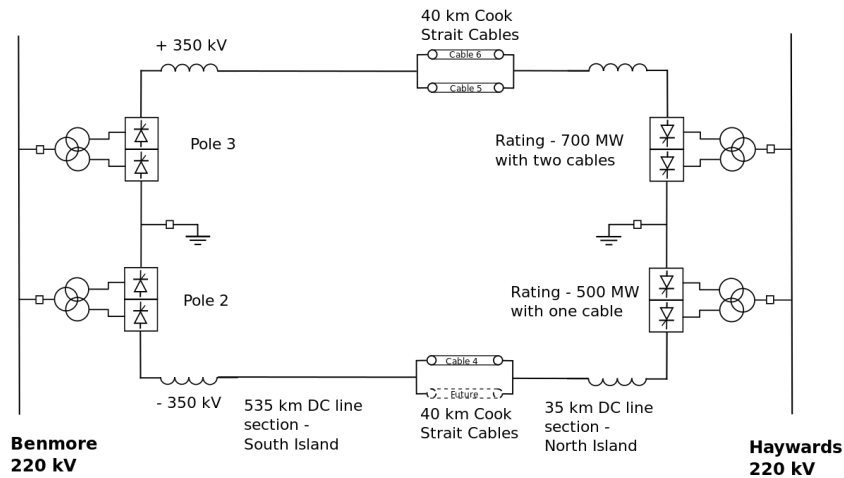 40 km Cook
Strait Cables
+ 350 kV
Cable 6
Cable 5
Pole 3
Rating - 700 MW
with two cables
Pole 2
Rating - 500 MW
with one cable
Cable 4
Future
- 350 kV
535 km DC line
section -
South Island
40 km Cook
Strait Cables
35 km DC line
section -
North Island
Benmore
220 kV
Haywards
220 kV